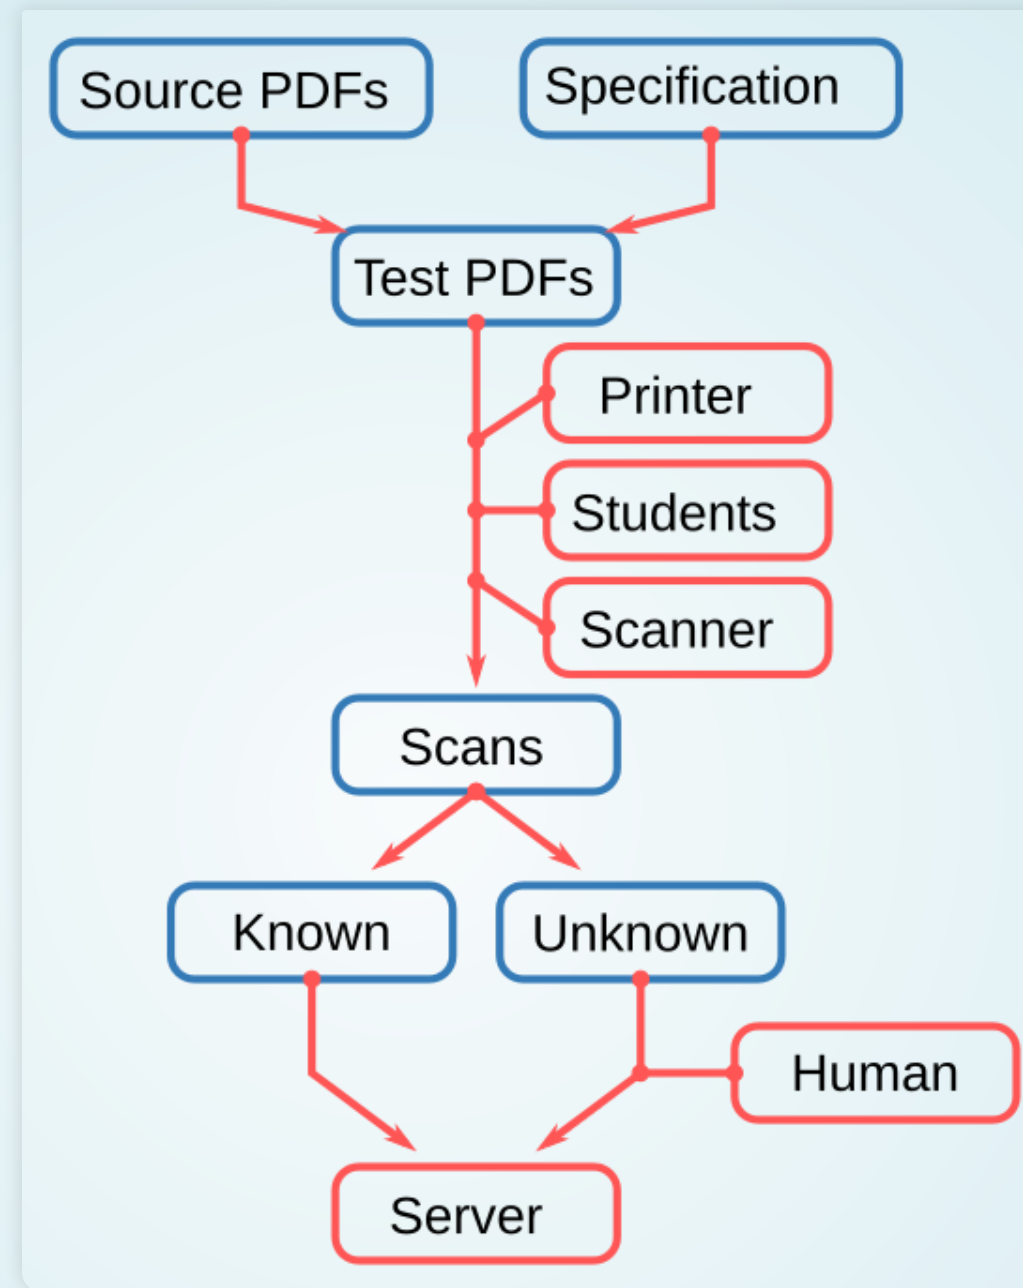 Source PDFs
Specification
Test PDFs
Printer
Students
Scanner
Scans
Known
Unknown
Human
Server